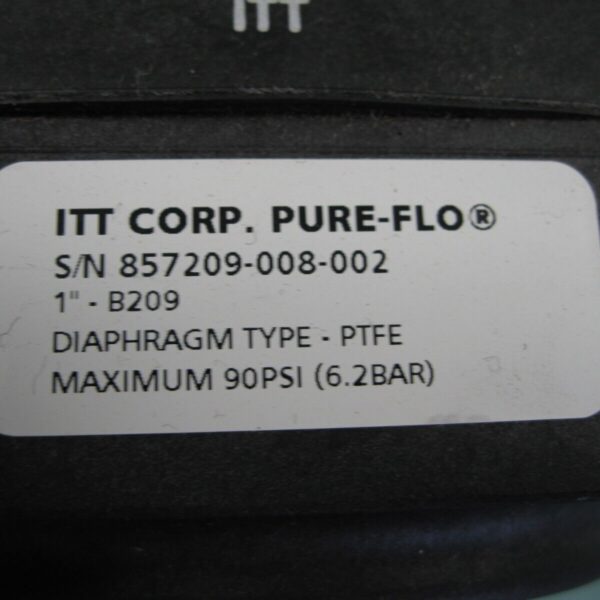 ITT
ITT CORP. PURE-FLO®
S/N 857209-008-002
1" - B209
DIAPHRAGM TYPE - PTFE
MAXIMUM 90PSI (6.2BAR)